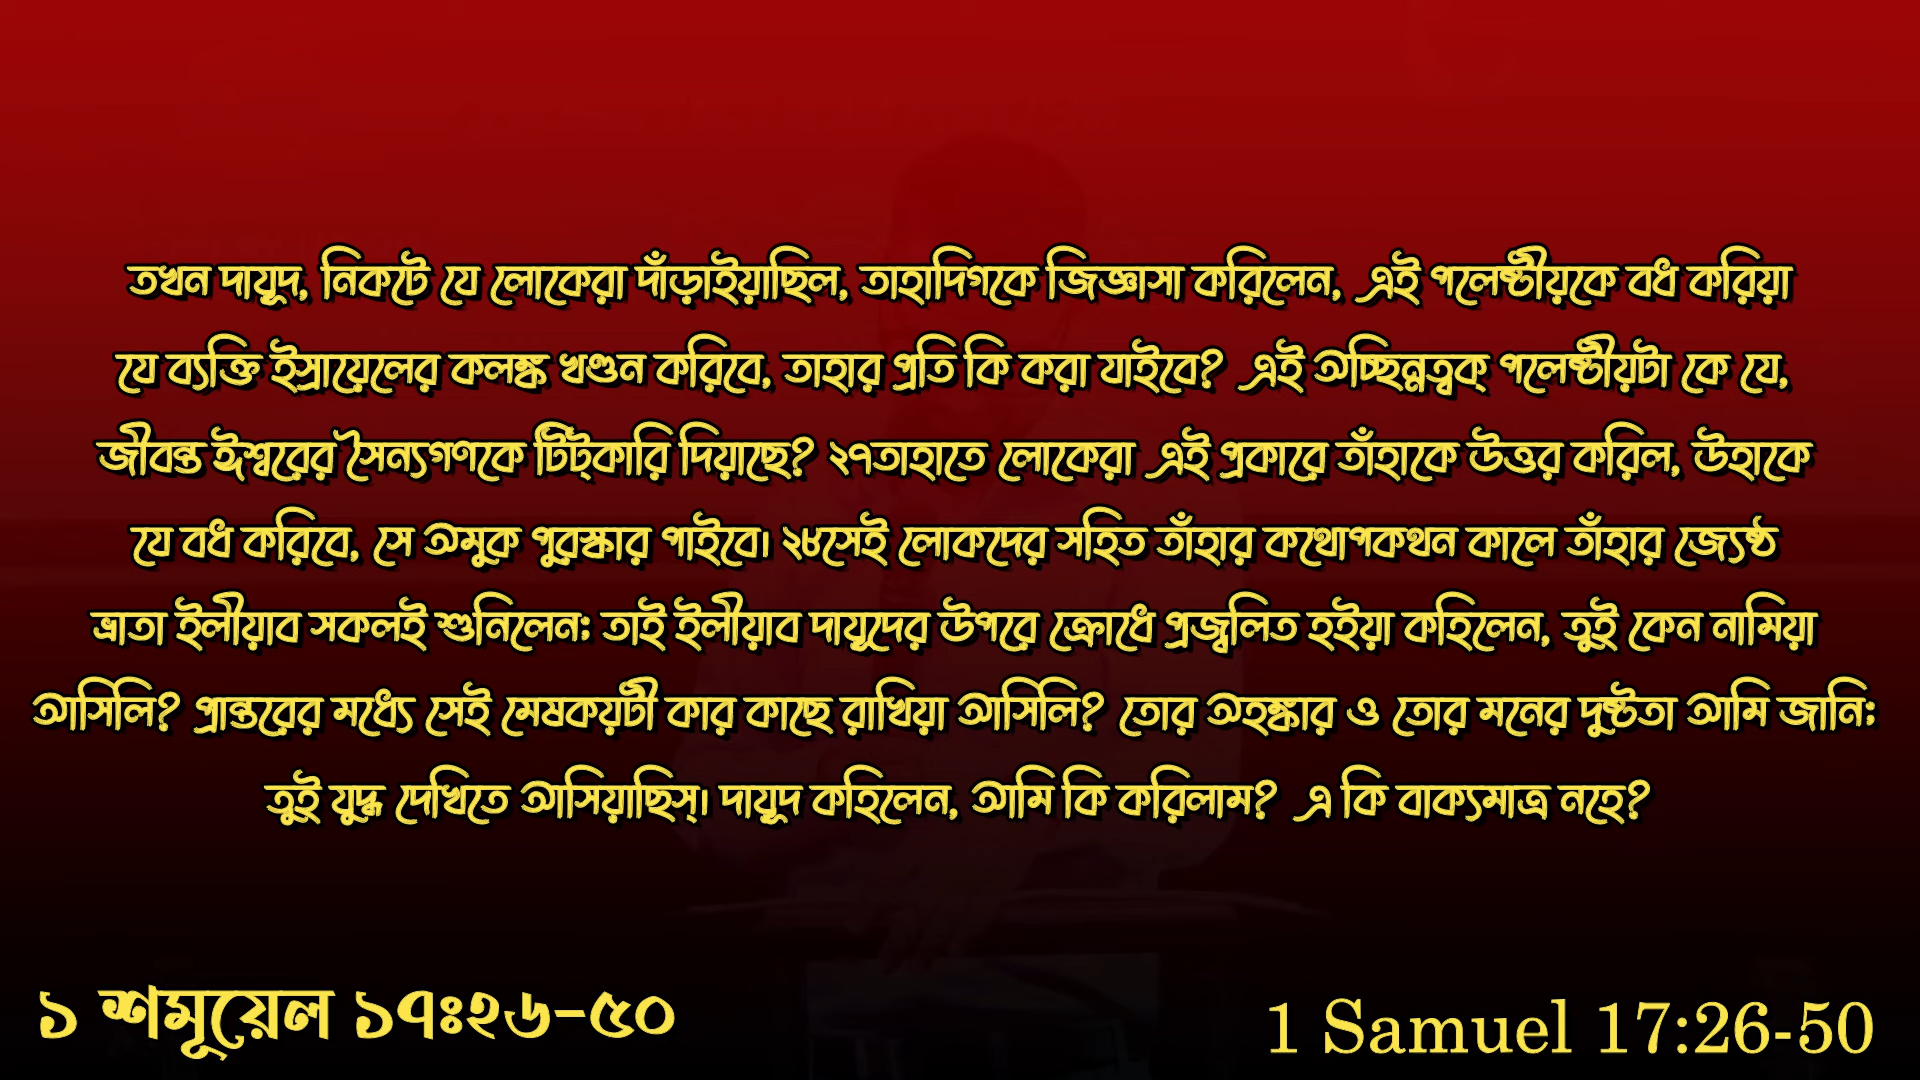 তখন দায়ূদ, নিকটে যে লোকেরা দাঁড়াইয়াছিল, তাহাদিগকে জিজ্ঞাসা করিলেন, এই পলেষ্টীয়কে বধ করিয়া
যে ব্যক্তি ইস্রায়েলের কলঙ্ক খণ্ডন করিবে, তাহার প্রতি কি করা যাইবে? এই অচ্ছিন্নত্বক্ পলেষ্টীয়টা কে যে,
জীবন্ত ঈশ্বরের সৈন্যগণকে টিট্‌কারি দিয়াছে? ২৭তাহাতে লোকেরা এই প্রকারে তাঁহাকে উত্তর করিল, উহাকে
যে বধ করিবে, সে অমুক পুরস্কার পাইবে। ২৮সেই লোকদের সহিত তাঁহার কথোপকথন কালে তাঁহার জ্যেষ্ঠ
ভ্রাতা ইলীয়াব সকলই শুনিলেন; তাই ইলীয়াব দায়ূদের উপরে ক্রোধে প্রজ্বলিত হইয়া কহিলেন, তুই কেন নামিয়া
আসিলি? প্রান্তরের মধ্যে সেই মেষকয়টী কার কাছে রাখিয়া আসিলি? তোর অহঙ্কার ও তোর মনের দুষ্টতা আমি জানি;
তুই যুদ্ধ দেখিতে আসিয়াছিস্। দায়ূদ কহিলেন, আমি কি করিলাম? এ কি বাক্যমাত্র নহে?
১ শমূয়েল ১৭ঃ২৬-৫০
1 Samuel 17:26-50